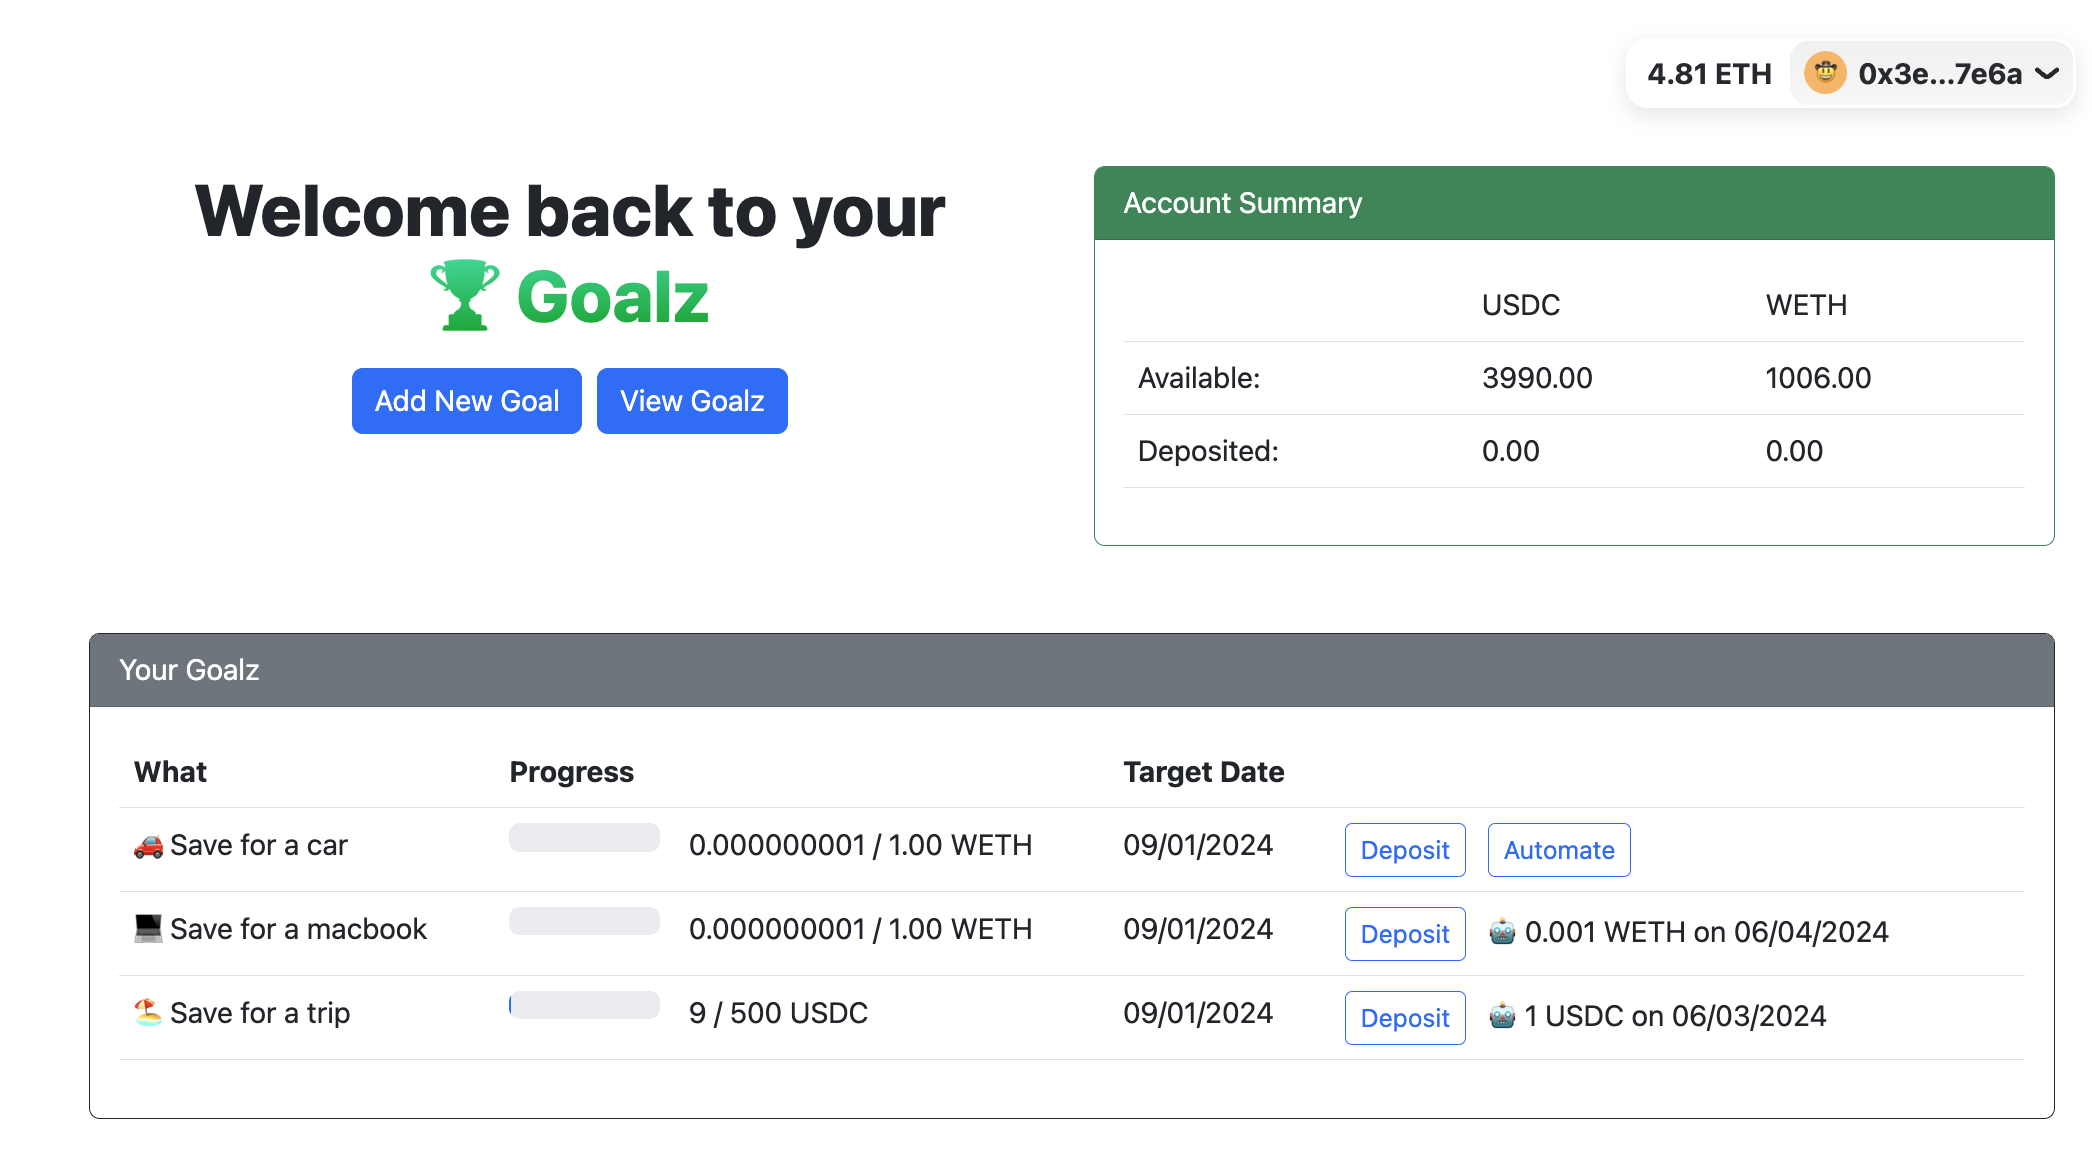 4.81 ETH 0x3e...7e6a
Welcome back to your
Goalz
Add New Goal View Goalz
Account Summary
USDC WETH
Available: 3990.00 1006.00
Deposited: 0.00 0.00
Your Goalz
What Progress Target Date
🚗 Save for a car 0.000000001 / 1.00 WETH 09/01/2024 Deposit Automate
💻 Save for a macbook 0.000000001 / 1.00 WETH 09/01/2024 Deposit 🤖 0.001 WETH on 06/04/2024
🏖️ Save for a trip 9 / 500 USDC 09/01/2024 Deposit 🤖 1 USDC on 06/03/2024